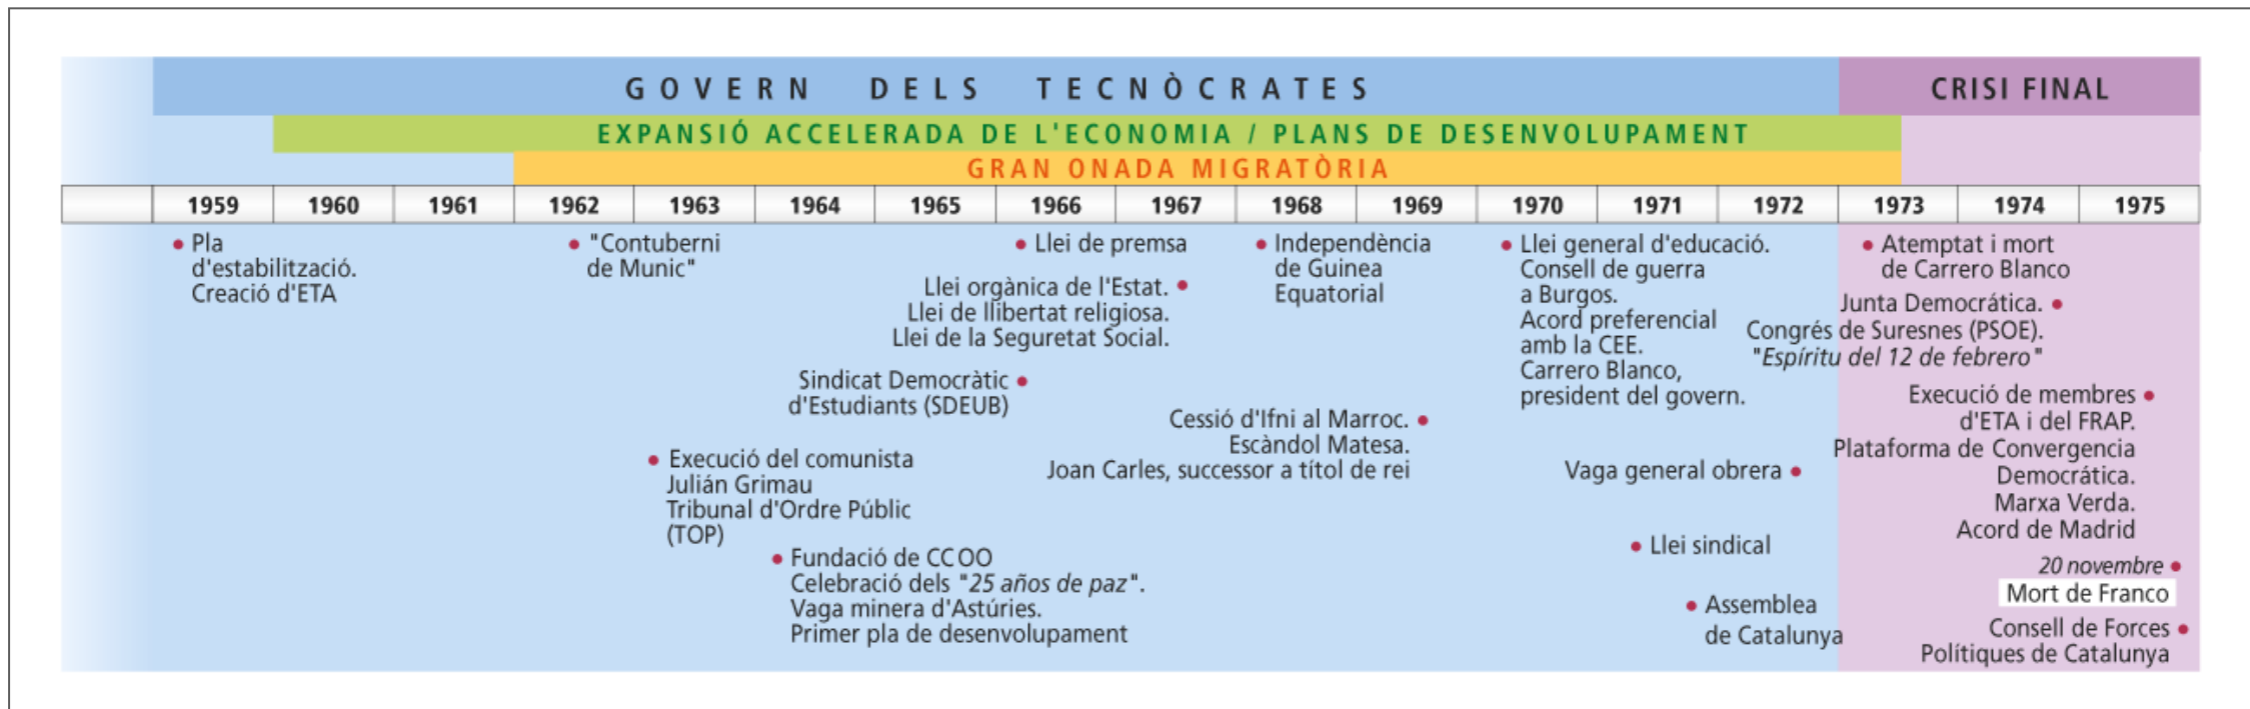 GOVERN DELS TECNÒCRATES
CRISI FINAL
EXPANSIÓ ACCELERADA DE L'ECONOMIA / PLANS DE DESENVOLUPAMENT
GRAN ONADA MIGRATÒRIA
1959 1960 1961 1962 1963 1964 1965 1966 1967 1968 1969 1970 1971 1972 1973 1974 1975
Pla
d'estabilització.
Creació d'ETA
"Contuberni
de Munic"
Llei de premsa
Llei orgànica de l'Estat.
Llei de llibertat religiosa.
Llei de la Seguretat Social.
Sindicat Democràtic
d'Estudiants (SDEUB)
Execució del comunista
Julián Grimau
Tribunal d'Ordre Públic
(TOP)
Fundació de CCOO
Celebració dels "25 años de paz".
Vaga minera d'Astúries.
Primer pla de desenvolupament
Independència
de Guinea
Equatorial
Cessió d'Ifni al Marroc.
Escàndol Matesa.
Joan Carles, successor a títol de rei
Llei general d'educació.
Consell de guerra
a Burgos.
Acord preferencial
amb la CEE.
Carrero Blanco,
president del govern.
Vaga general obrera
Llei sindical
Assemblea
de Catalunya
Atemptat i mort
de Carrero Blanco
Junta Democrática.
Congrés de Suresnes (PSOE).
"Espíritu del 12 de febrero"
Execució de membres
d'ETA i del FRAP.
Plataforma de Convergencia
Democrática.
Marxa Verda.
Acord de Madrid
20 novembre
Mort de Franco
Consell de Forces
Polítiques de Catalunya